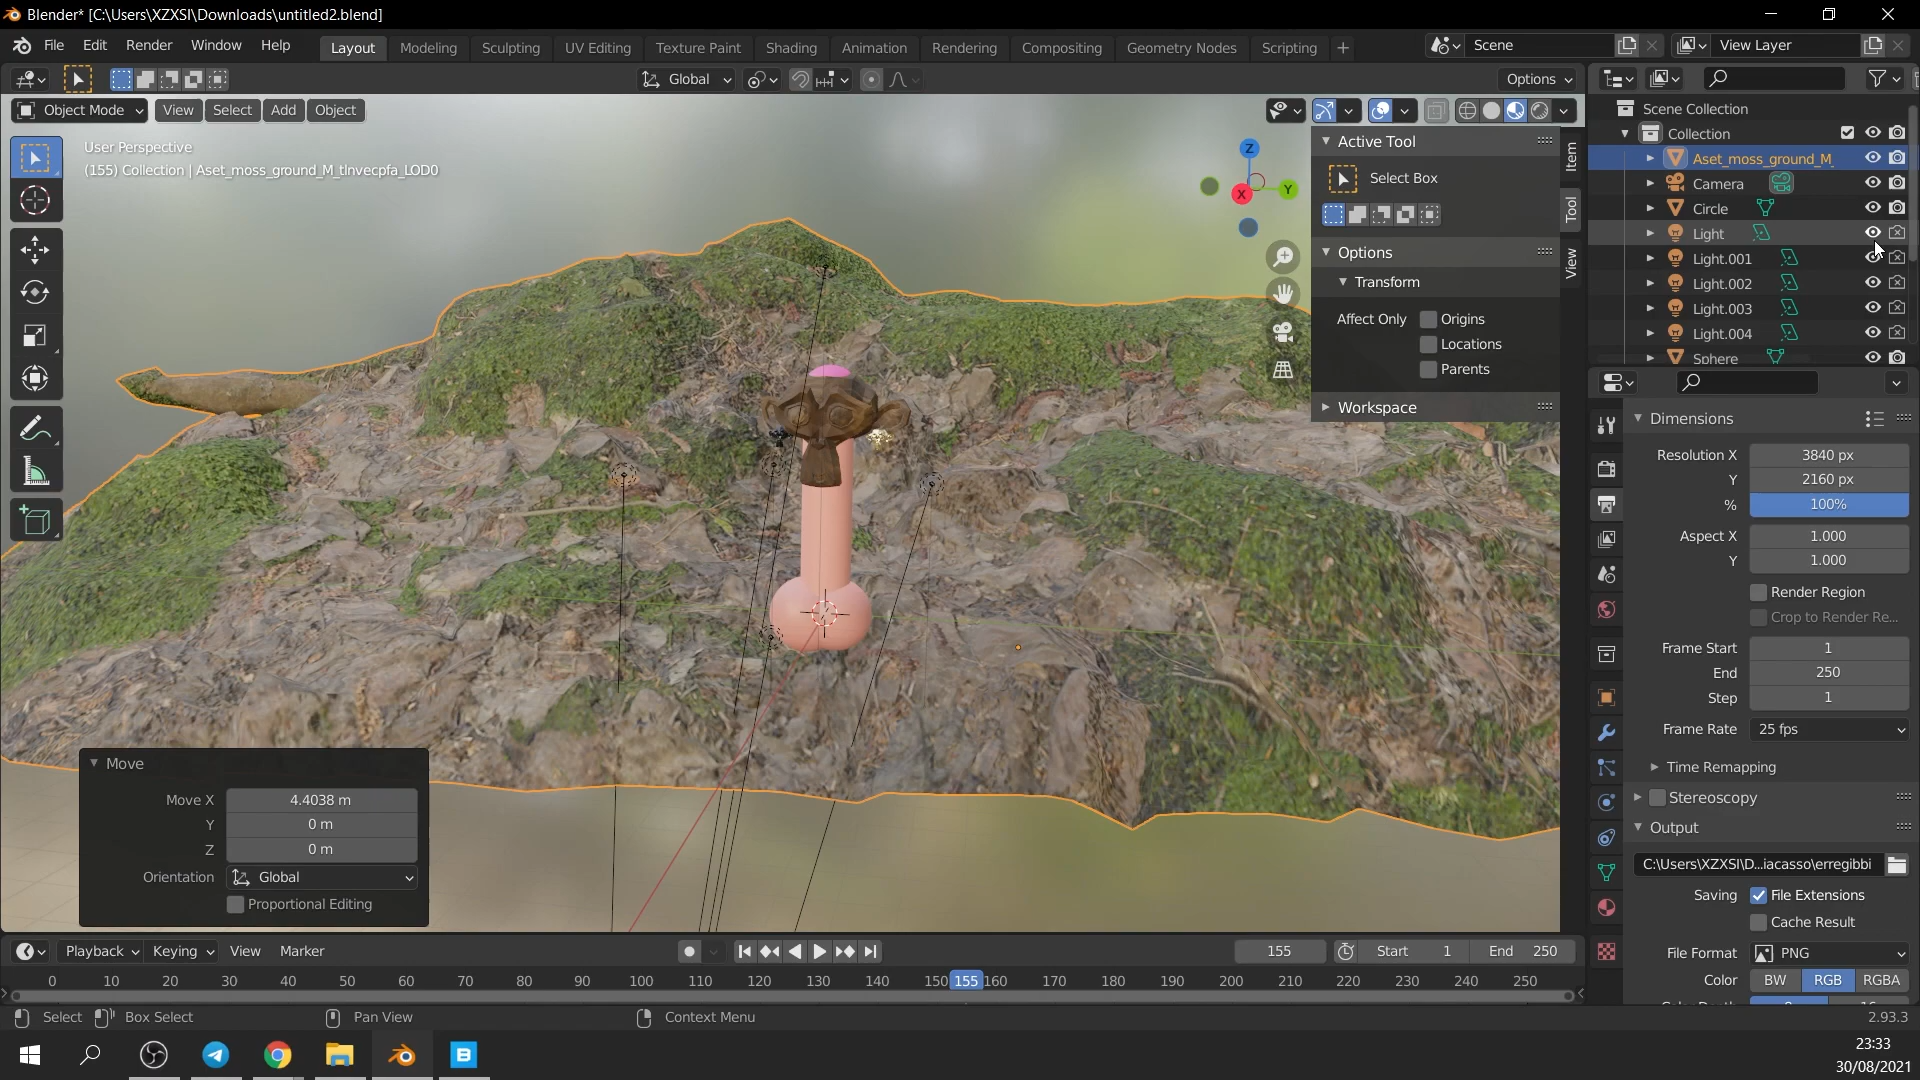 Blender* [C:\Users\XZXSI\Downloads\untitled2.blend]
File Edit Render Window Help
Layout Modeling Sculpting UV Editing Texture Paint Shading Animation Rendering Compositing Geometry Nodes Scripting +
Scene View Layer
Global Options
Object Mode View Select Add Object
User Perspective
(155) Collection | Aset_moss_ground_M_tlnvecpfa_LOD0
Z
Y
X
Active Tool
Select Box
Options
Transform
Affect Only Origins
Locations
Parents
Workspace
Item
Tool
View
Scene Collection
Collection
Aset_moss_ground_M_
Camera
Circle
Light
Light.001
Light.002
Light.003
Light.004
Sphere
Dimensions
Resolution X 3840 px
Y 2160 px
% 100%
Aspect X 1.000
Y 1.000
Render Region
Crop to Render Re...
Frame Start 1
End 250
Step 1
Frame Rate 25 fps
Time Remapping
Stereoscopy
Output
C:\Users\XZXSI\D...iacasso\erregibbi
Saving File Extensions
Cache Result
File Format PNG
Color BW RGB RGBA
Move
Move X 4.4038 m
Y 0 m
Z 0 m
Orientation Global
Proportional Editing
Playback Keying View Marker 155 Start 1 End 250
0 10 20 30 40 50 60 70 80 90 100 110 120 130 140 150 155 160 170 180 190 200 210 220 230 240 250
Select Box Select Pan View Context Menu 2.93.3
23:33
30/08/2021